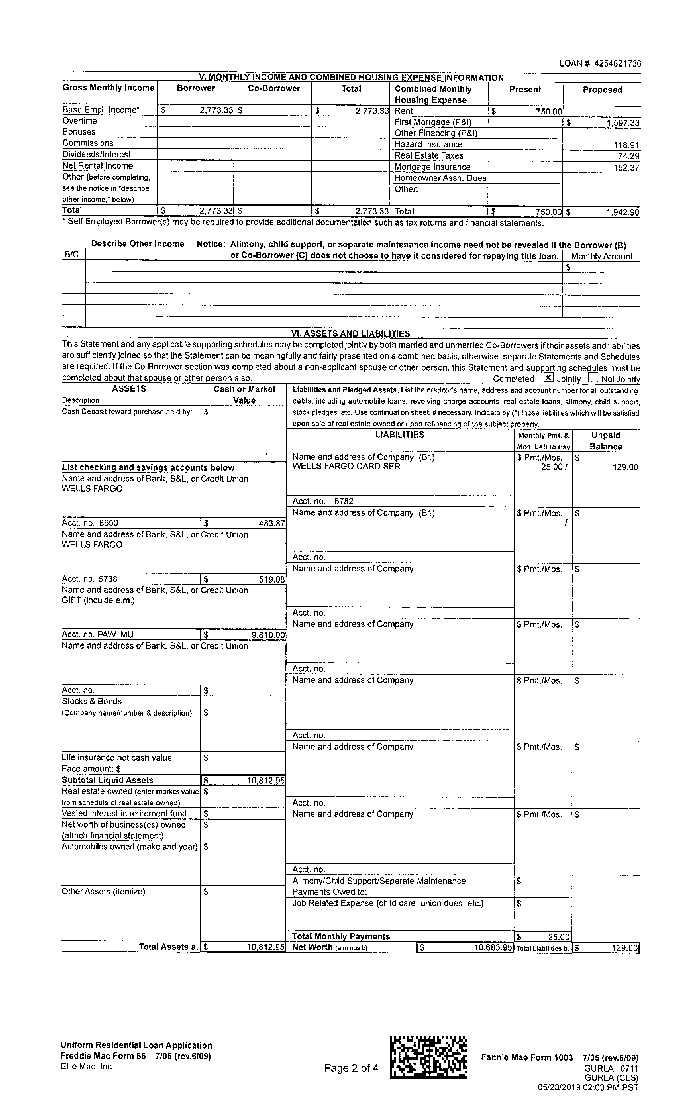 LOAN #: 4254621736
V. MONTHLY INCOME AND COMBINED HOUSING EXPENSE INFORMATION
Gross Monthly Income Borrower Co-Borrower Total Combined Monthly Housing Expense Present Proposed
Base Empl. Income* $ 2,773.33 $ $ 2,773.33 Rent $ 750.00
Overtime First Mortgage (P&I) $ 1,597.33
Bonuses Other Financing (P&I)
Commissions Hazard Insurance 118.91
Dividends/Interest Real Estate Taxes 74.29
Net Rental Income Mortgage Insurance 152.37
Other (before completing, Homeowner Assn. Dues
see the notice in "describe Other:
other income," below)
Total $ 2,773.33 $ $ 2,773.33 Total $ 750.00 $ 1,942.90
* Self Employed Borrower(s) may be required to provide additional documentation such as tax returns and financial statements.
Describe Other Income Notice: Alimony, child support, or separate maintenance income need not be revealed if the Borrower (B)
B/C or Co-Borrower (C) does not choose to have it considered for repaying this loan. Monthly Amount
$
VI. ASSETS AND LIABILITIES
This Statement and any applicable supporting schedules may be completed jointly by both married and unmarried Co-Borrowers if their assets and liabilities
are sufficiently joined so that the Statement can be meaningfully and fairly presented on a combined basis; otherwise, separate Statements and Schedules
are required. If the Co-Borrower section was completed about a non-applicant spouse or other person, this Statement and supporting schedules must be
completed about that spouse or other person also. Completed X Jointly Not Jointly
ASSETS Cash or Market Value
Description
Cash Deposit toward purchase held by: $
Liabilities and Pledged Assets. List the creditor's name, address and account number for all outstanding
debts, including automobile loans, revolving charge accounts, real estate loans, alimony, child support,
stock pledges, etc. Use continuation sheet, if necessary. Indicate by (*) those liabilities which will be satisfied
upon sale of real estate owned or upon refinancing of the subject property.
LIABILITIES Monthly Pmt. & Mos. Left to Pay Unpaid Balance
List checking and savings accounts below
Name and address of Bank, S&L, or Credit Union
WELLS FARGO
Name and address of Company (B1) $ Pmt./Mos. $
WELLS FARGO CARD SER 25.00 / 129.00
Acct. no. 6782
Name and address of Company (B1) $ Pmt./Mos. $
/
Acct. no. $ 483.87
Name and address of Bank, S&L, or Credit Union
WELLS FARGO
Acct. no.
Name and address of Company $ Pmt./Mos. $
Acct. no. 5738 $ 519.08
Name and address of Bank, S&L, or Credit Union
GIFT (include e.m.)
Acct. no.
Name and address of Company $ Pmt./Mos. $
Acct. no. $ 9,810.00
Name and address of Bank, S&L, or Credit Union
Acct. no.
Name and address of Company $ Pmt./Mos. $
Acct. no. $
Stocks & Bonds
(Company name/number & description) $
Acct. no.
Name and address of Company $ Pmt./Mos. $
Life insurance net cash value $
Face amount: $
Subtotal Liquid Assets $ 10,812.95
Real estate owned (enter market value $
from schedule of real estate owned)
Acct. no.
Vested interest in retirement fund $
Name and address of Company $ Pmt./Mos. $
Net worth of business(es) owned $
(attach financial statement)
Automobiles owned (make and year) $
Acct. no.
Alimony/Child Support/Separate Maintenance $
Payments Owed to:
Other Assets (itemize) $
Job Related Expense (child care, union dues, etc.) $
Total Monthly Payments $ 25.00
Total Assets a. $ 10,812.95 Net Worth (a minus b) $ 10,683.95 Total Liabilities b. $ 129.00
Uniform Residential Loan Application
Freddie Mac Form 65 7/05 (rev.6/09)
Ellie Mae, Inc.
Page 2 of 4
Fannie Mae Form 1003 7/05 (rev.6/09)
GURLA 0711
GURLA (CLS)
05/23/2019 02:03 PM PST